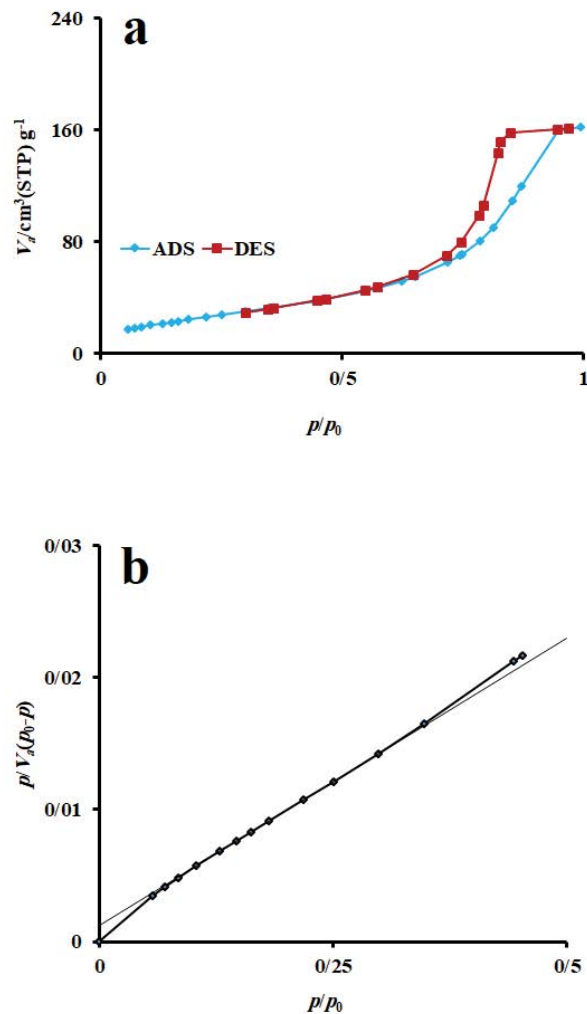 a
240
160
80
0
Va/cm³(STP) g⁻¹
ADS DES
0 0/5 1
p/p₀
b
0/03
0/02
0/01
0
p/Va(p₀-p)
0 0/25 0/5
p/p₀